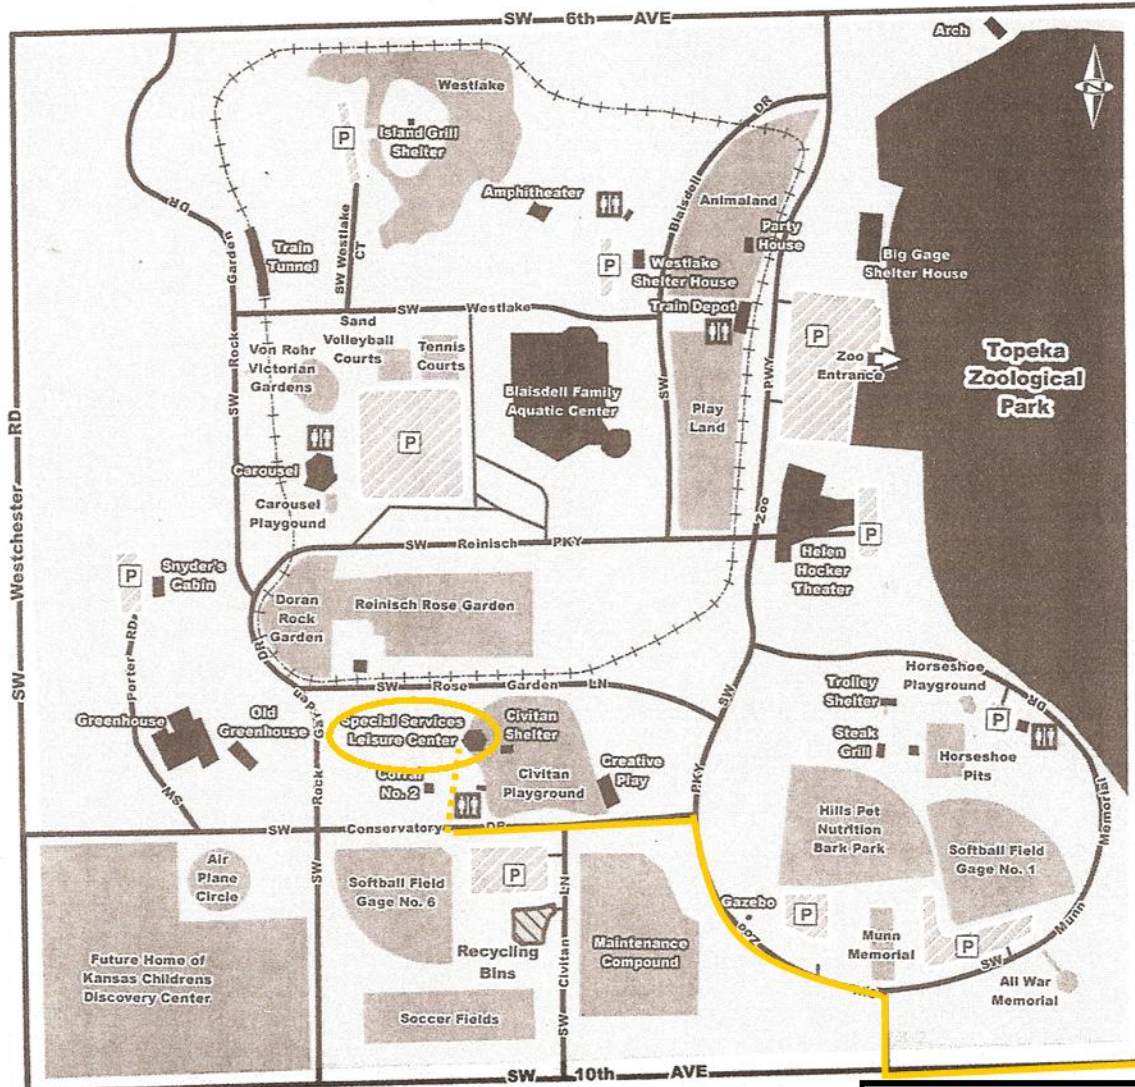 SW 6th AVE
Arch
N
Westlake
Island Grill
Shelter
P
DR
Amphitheater
Blaisdell
Animaland
Party
House
Big Gage
Shelter House
DR
Garden
Train
Tunnel
SW Westlake
CT
P
Westlake
Shelter House
Train Depot
SW Westlake
Sand
Volleyball
Courts
Tennis
Courts
Von Rohr
Victorian
Gardens
SW Rock
Blaisdell Family
Aquatic Center
SW
Play
Land
PWY
P
Zoo
Entrance
Topeka
Zoological
Park
P
Carousel
Carousel
Playgound
Zoo
SW Reinisch PKY
Helen
Hocker
Theater
P
SW Westchester RD
P
Snyder's
Cabin
Doran
Rock
Garden
Reinisch Rose Garden
DR
SW Rose Garden LN
SW Porter RD
Greenhouse
Old
Greenhouse
SW Rock Garden
Special Services
Leisure Center
Civitan
Shelter
Corral
No. 2
Civitan
Playground
Creative
Play
SW
PKY
Horseshoe
Playground
Trolley
Shelter
P
DR
Steak
Grill
Horseshoe
Pits
Memorial
Hills Pet
Nutrition
Bark Park
Softball Field
Gage No. 1
SW Conservatory DR
Air
Plane
Circle
Softball Field
Gage No. 6
P
LN
Recycling
Bins
Maintenance
Compound
Gazebo
Zoo
P
Munn
Memorial
P
SW Munn
All War
Memorial
Future Home of
Kansas Childrens
Discovery Center
Soccer Fields
SW Civitan
SW 10th AVE